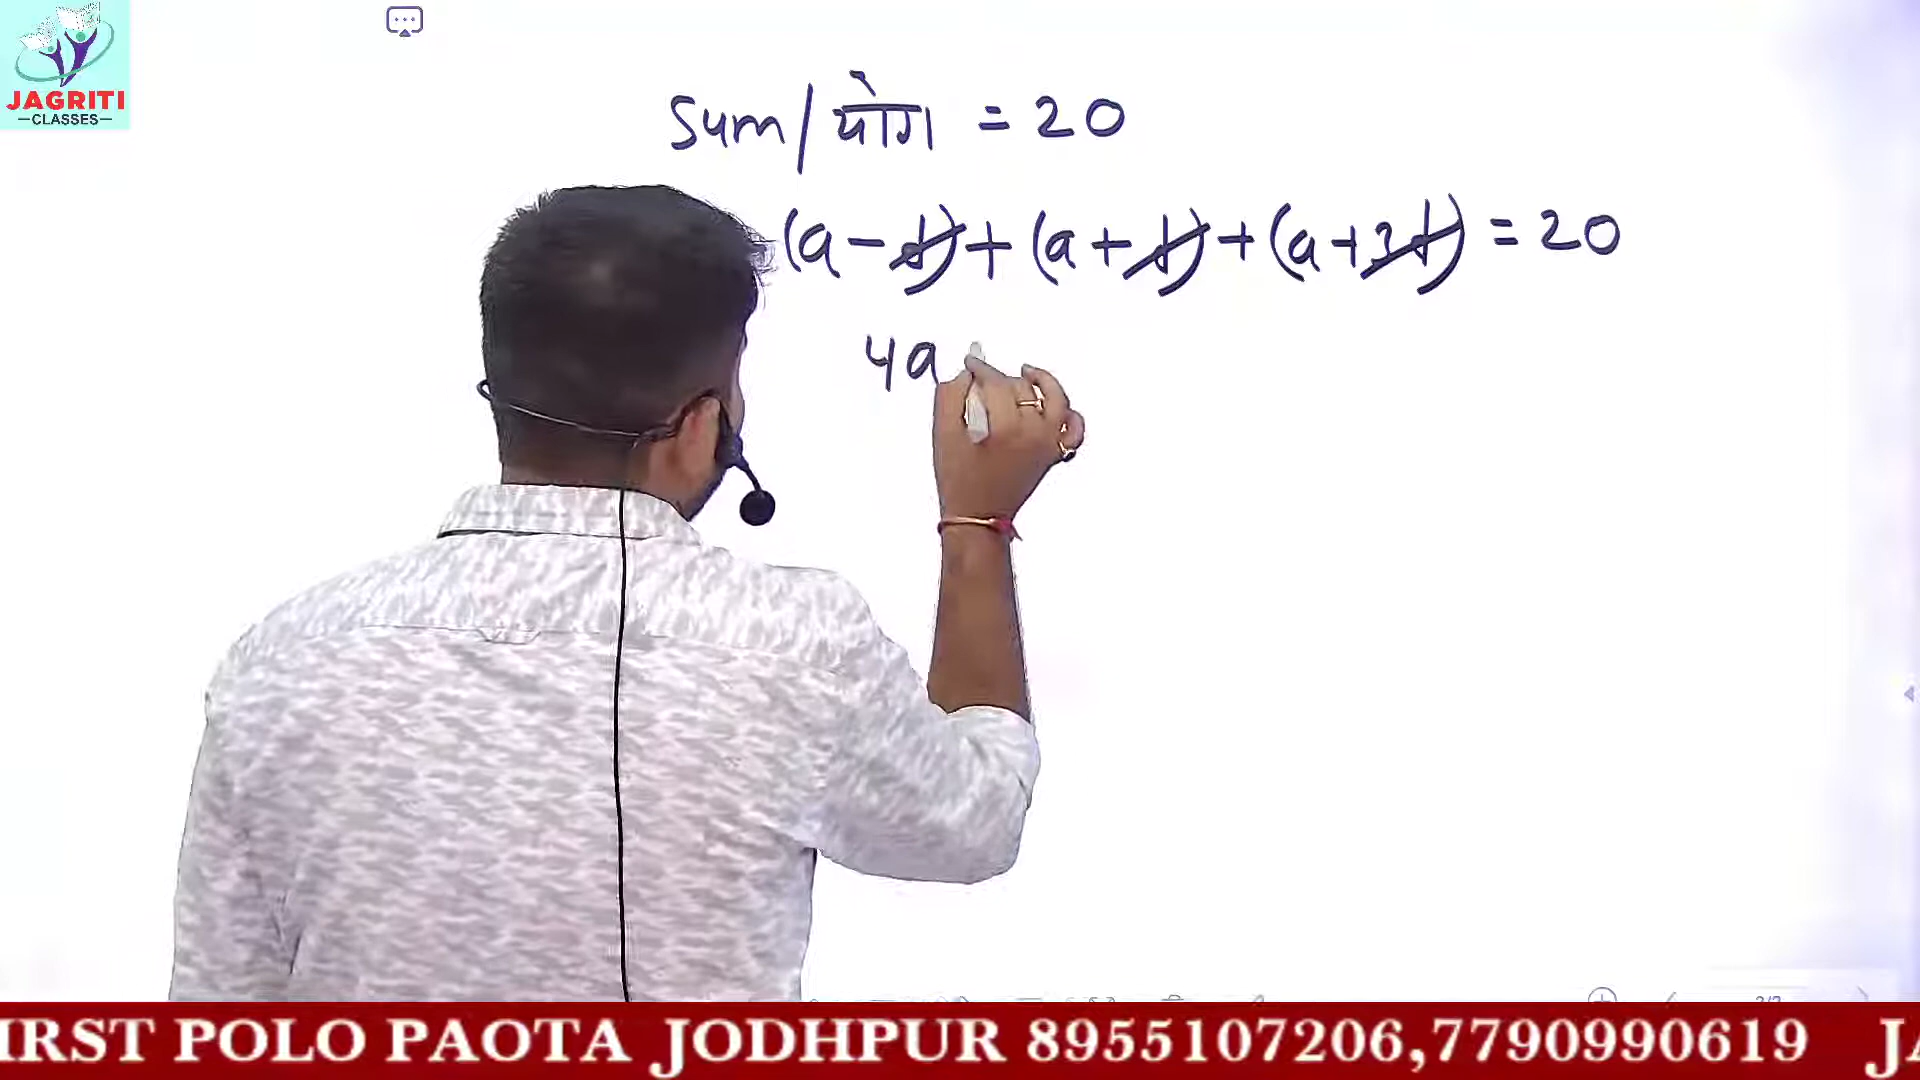 JAGRITI
CLASSES
Sum/योग = 20
(a-d)+(a+d)+(a+3d) = 20
4a
IRST POLO PAOTA JODHPUR 8955107206,7790990619 JA